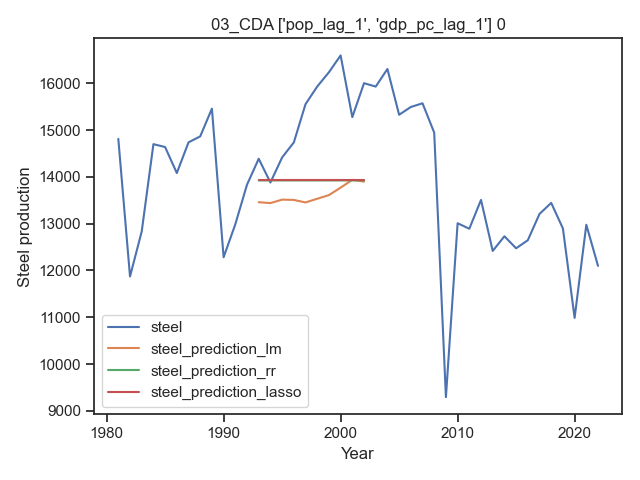 03_CDA ['pop_lag_1', 'gdp_pc_lag_1'] 0
Steel production
16000
15000
14000
13000
12000
11000
10000
9000
steel
steel_prediction_lm
steel_prediction_rr
steel_prediction_lasso
1980
1990
2000
2010
2020
Year